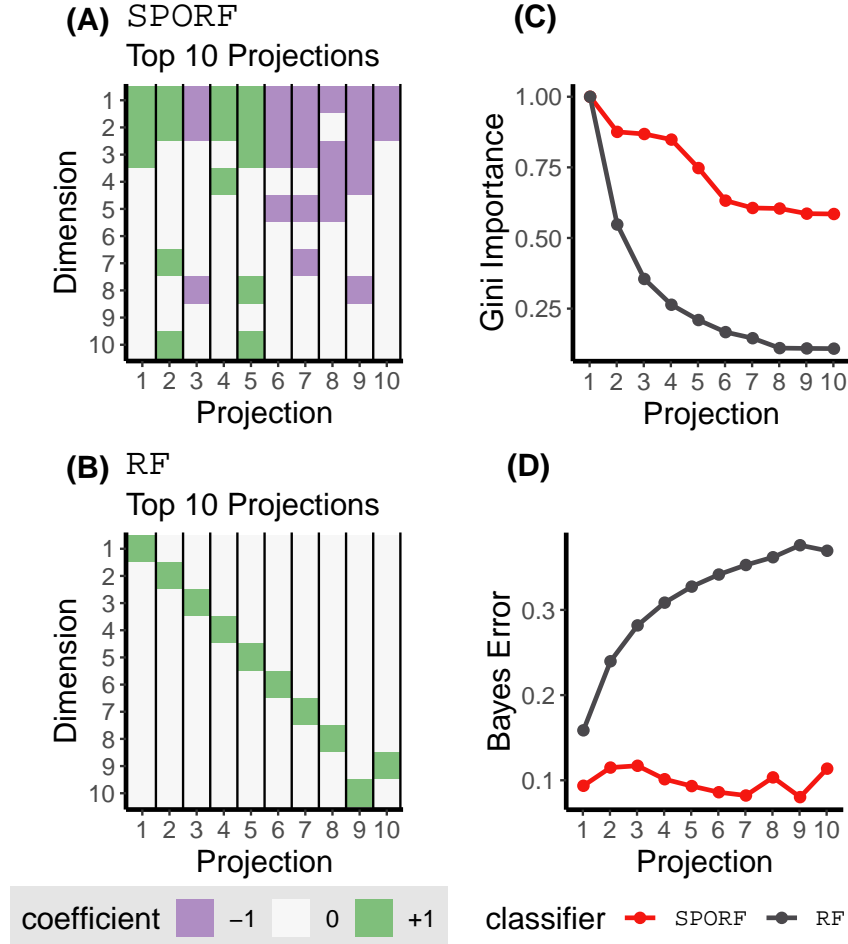 (A) SPORF
Top 10 Projections
1
2
3
4
5
6
7
8
9
10
Dimension
1 2 3 4 5 6 7 8 9 10
Projection
(C)
1.00
0.75
0.50
0.25
Gini Importance
1 2 3 4 5 6 7 8 9 10
Projection
(B) RF
Top 10 Projections
1
2
3
4
5
6
7
8
9
10
Dimension
1 2 3 4 5 6 7 8 9 10
Projection
(D)
0.3
0.2
0.1
Bayes Error
1 2 3 4 5 6 7 8 9 10
Projection
coefficient −1 0 +1
classifier SPORF RF